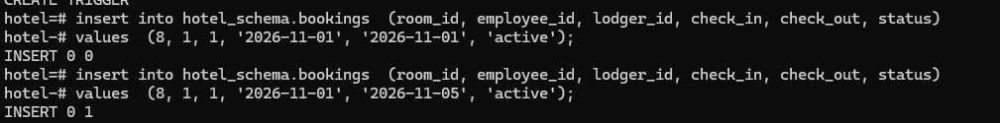 CREATE TRIGGER
hotel=# insert into hotel_schema.bookings  (room_id, employee_id, lodger_id, check_in, check_out, status)
hotel-# values  (8, 1, 1, '2026-11-01', '2026-11-01', 'active');
INSERT 0 0
hotel=# insert into hotel_schema.bookings  (room_id, employee_id, lodger_id, check_in, check_out, status)
hotel-# values  (8, 1, 1, '2026-11-01', '2026-11-05', 'active');
INSERT 0 1